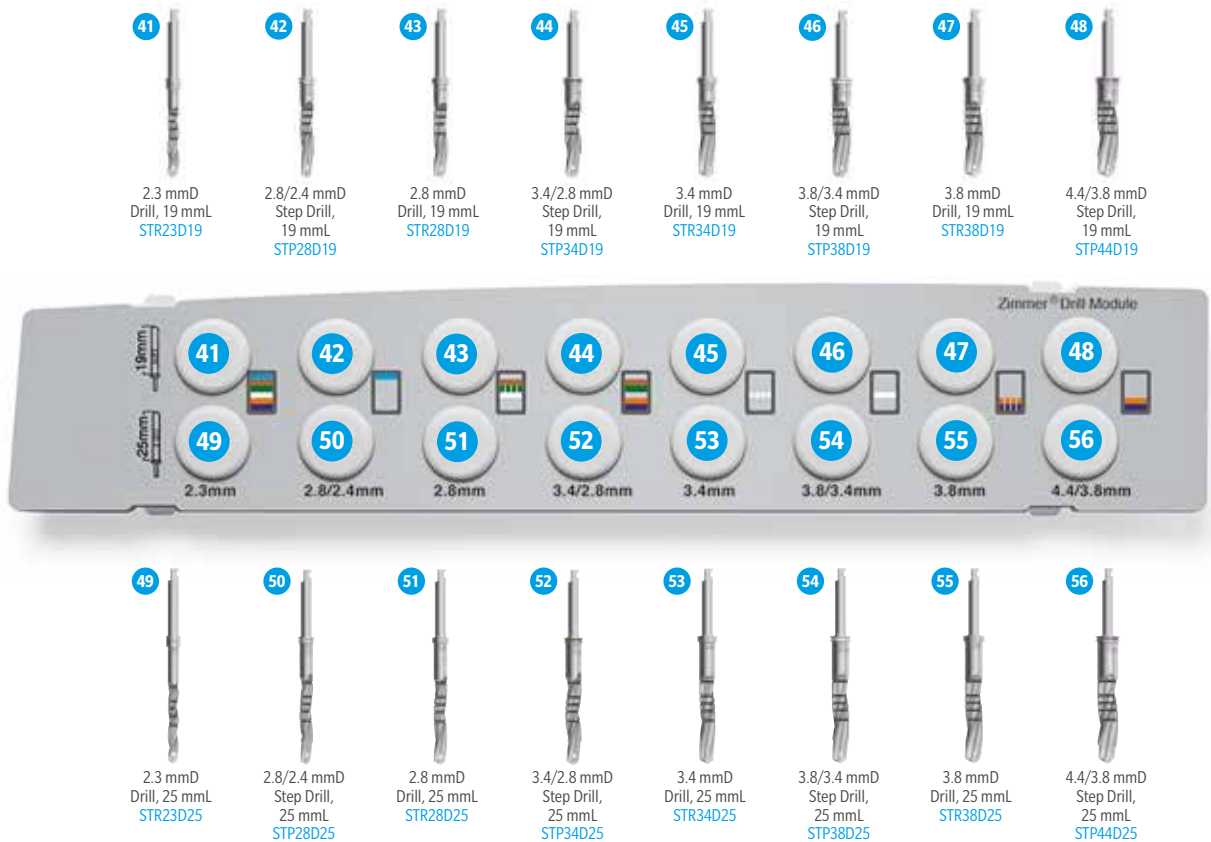 41
42
43
44
45
46
47
48
2.3 mmD
Drill, 19 mmL
STR23D19
2.8/2.4 mmD
Step Drill,
19 mmL
STP28D19
2.8 mmD
Drill, 19 mmL
STR28D19
3.4/2.8 mmD
Step Drill,
19 mmL
STP34D19
3.4 mmD
Drill, 19 mmL
STR34D19
3.8/3.4 mmD
Step Drill,
19 mmL
STP38D19
3.8 mmD
Drill, 19 mmL
STR38D19
4.4/3.8 mmD
Step Drill,
19 mmL
STP44D19
Zimmer® Drill Module
19mm
41
42
43
44
45
46
47
48
25mm
49
50
51
52
53
54
55
56
2.3mm
2.8/2.4mm
2.8mm
3.4/2.8mm
3.4mm
3.8/3.4mm
3.8mm
4.4/3.8mm
49
50
51
52
53
54
55
56
2.3 mmD
Drill, 25 mmL
STR23D25
2.8/2.4 mmD
Step Drill,
25 mmL
STP28D25
2.8 mmD
Drill, 25 mmL
STR28D25
3.4/2.8 mmD
Step Drill,
25 mmL
STP34D25
3.4 mmD
Drill, 25 mmL
STR34D25
3.8/3.4 mmD
Step Drill,
25 mmL
STP38D25
3.8 mmD
Drill, 25 mmL
STR38D25
4.4/3.8 mmD
Step Drill,
25 mmL
STP44D25